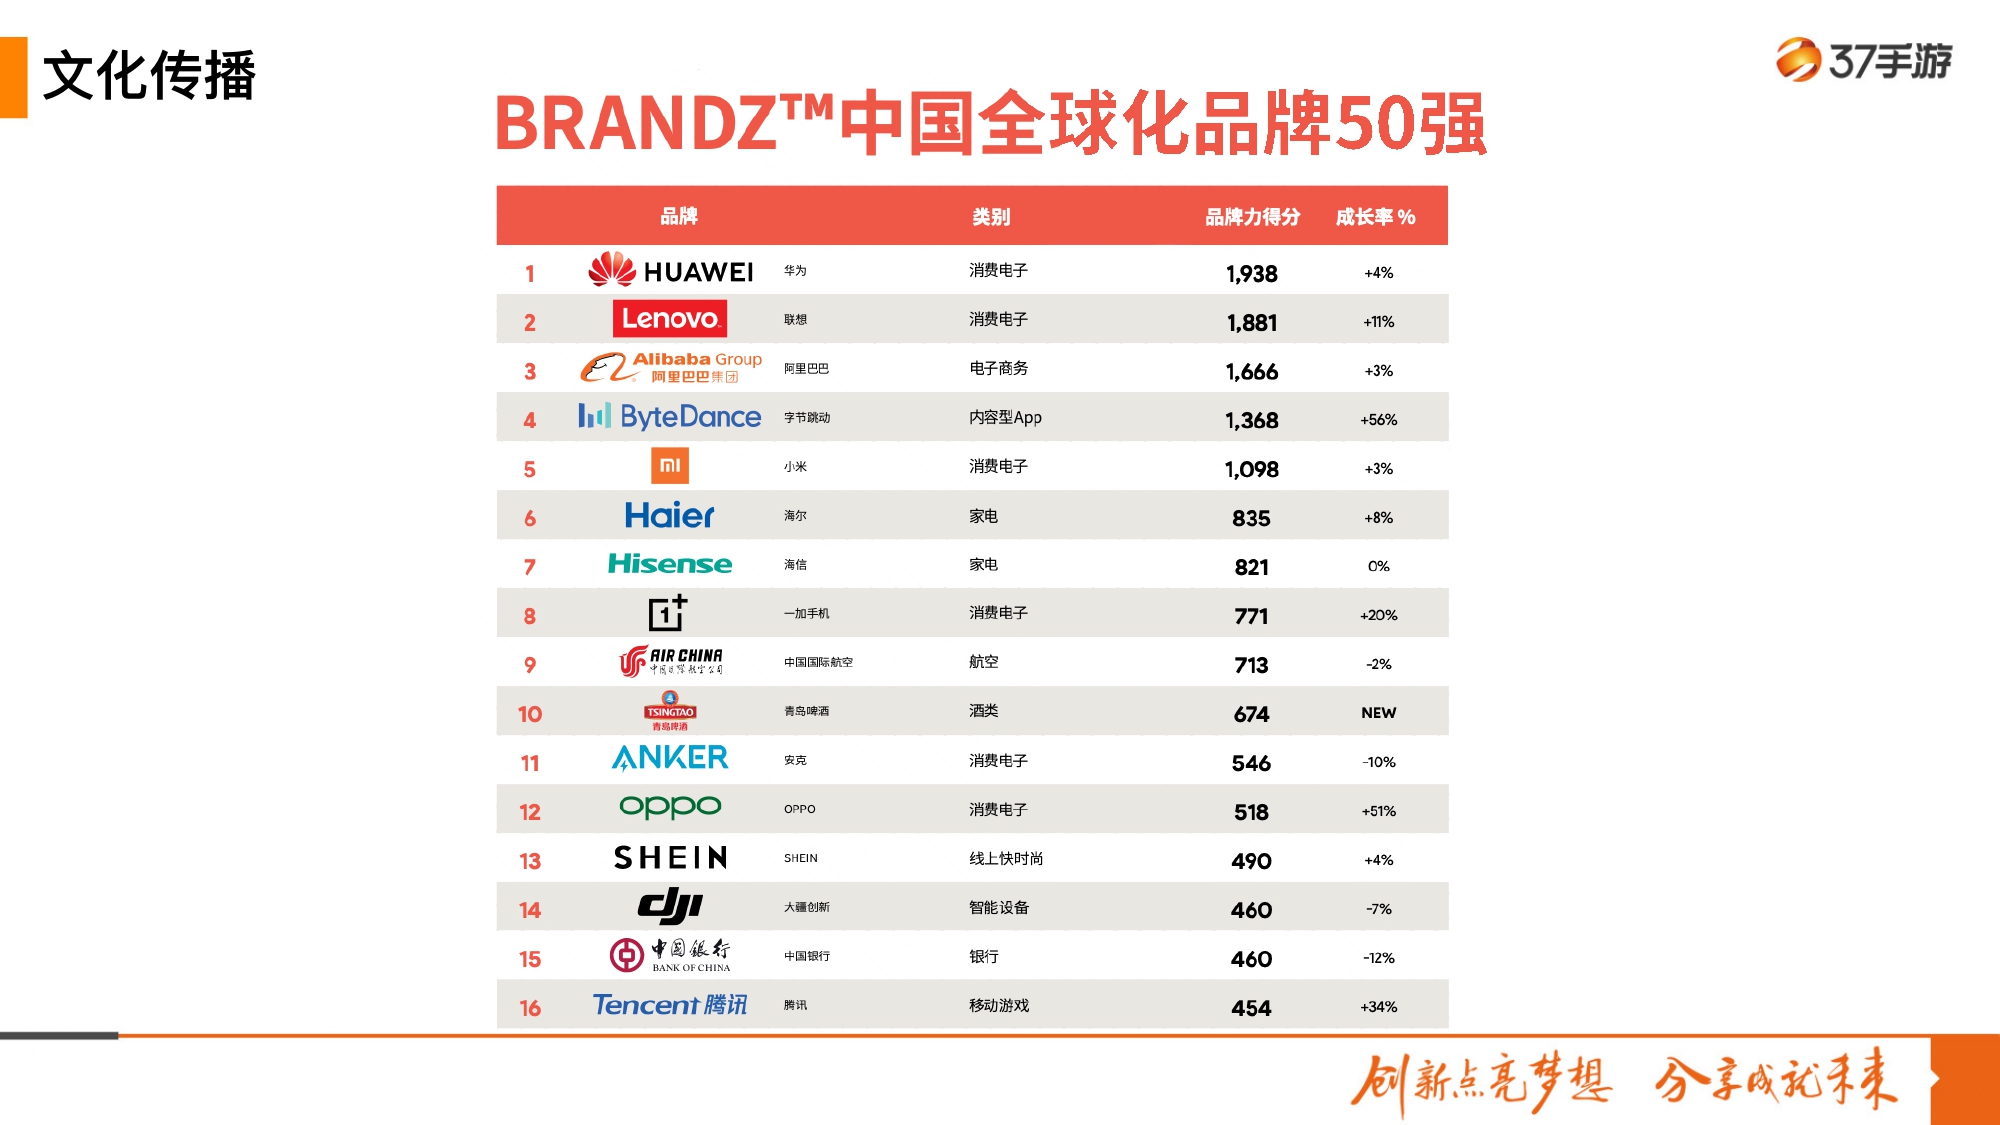 文化传播
37手游
BRANDZ™中国全球化品牌50强
品牌 类别 品牌力得分 成长率 %
1 HUAWEI 华为 消费电子 1,938 +4%
2 Lenovo 联想 消费电子 1,881 +11%
3 Alibaba Group 阿里巴巴集团 阿里巴巴 电子商务 1,666 +3%
4 ByteDance 字节跳动 内容型App 1,368 +56%
5 mi 小米 消费电子 1,098 +3%
6 Haier 海尔 家电 835 +8%
7 Hisense 海信 家电 821 0%
8 1+ 一加手机 消费电子 771 +20%
9 AIR CHINA 中国国际航空公司 中国国际航空 航空 713 -2%
10 TSINGTAO 青岛啤酒 青岛啤酒 酒类 674 NEW
11 ANKER 安克 消费电子 546 -10%
12 oppo OPPO 消费电子 518 +51%
13 SHEIN SHEIN 线上快时尚 490 +4%
14 dji 大疆创新 智能设备 460 -7%
15 中国银行 BANK OF CHINA 中国银行 银行 460 -12%
16 Tencent 腾讯 腾讯 移动游戏 454 +34%
创新点亮梦想 分享成就未来